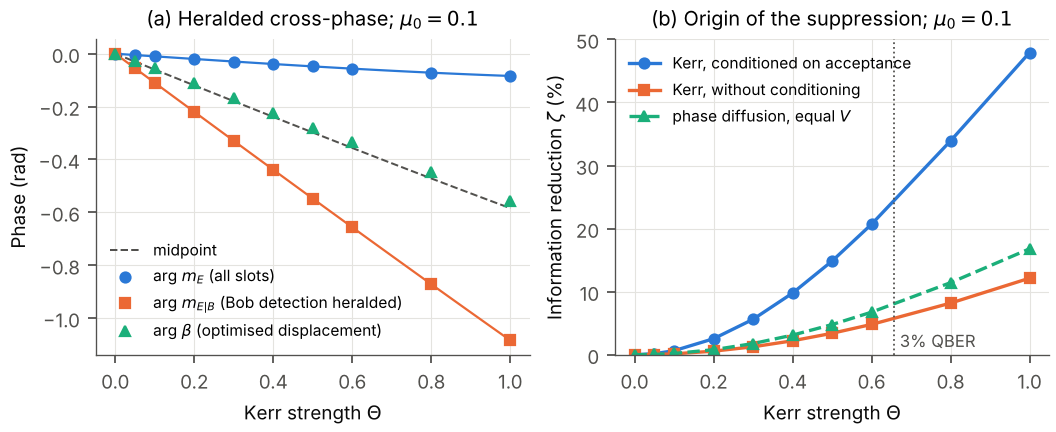 (a) Heralded cross-phase; μ₀ = 0.1
0.0
−0.2
−0.4
−0.6
−0.8
−1.0
Phase (rad)
midpoint
arg m_E (all slots)
arg m_{E|B} (Bob detection heralded)
arg β (optimised displacement)
0.0 0.2 0.4 0.6 0.8 1.0
Kerr strength Θ
(b) Origin of the suppression; μ₀ = 0.1
50
40
30
20
10
0
Information reduction ζ (%)
Kerr, conditioned on acceptance
Kerr, without conditioning
phase diffusion, equal V
3% QBER
0.0 0.2 0.4 0.6 0.8 1.0
Kerr strength Θ